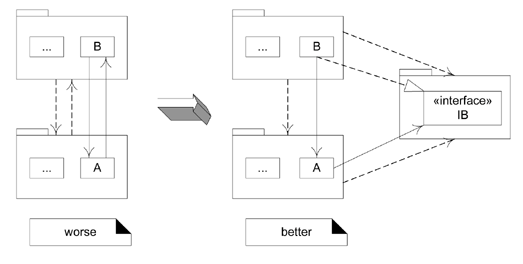 ... B
... A
worse
... B
... A
better
«interface»
IB